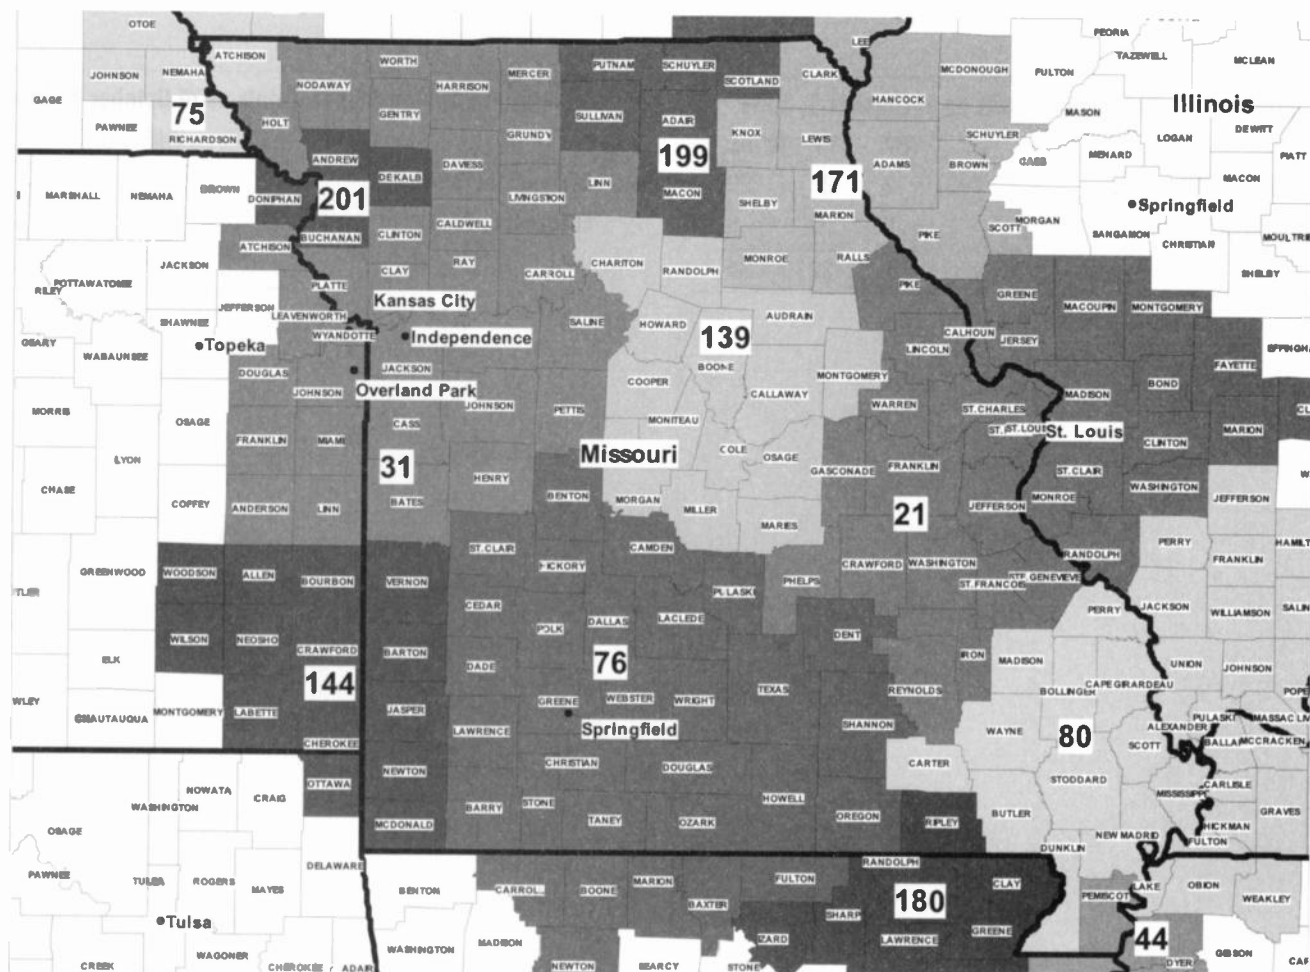 OTOE
ATCHISON
WORTH
PUTNAM
SCHUYLER
LEE
PEORIA
TAZEWELL
MCLEAN
JOHNSON
NEMAHA
NODAWAY
HARRISON
MERCER
SCOTLAND
CLARK
MCDONOUGH
FULTON
GAGE
75
HOLT
GENTRY
GRUNDY
SULLIVAN
ADAIR
KNOX
LEWIS
HANCOCK
SCHUYLER
MASON
Illinois
LOGAN
DEWITT
PAWNEE
RICHARDSON
ANDREW
DEKALB
DAVIESS
LINN
199
ADAMS
BROWN
CASS
MENARD
PIATT
MARSHALL
NEMAHA
BROWN
DONIPHAN
201
LIVINGSTON
MACON
SHELBY
171
MACON
Springfield
BUCHANAN
CLINTON
CALDWELL
MARION
PIKE
SCOTT
MORGAN
SANGAMON
CHRISTIAN
MOULTRI
ATCHISON
JACKSON
CLAY
RAY
CARROLL
CHARITON
RANDOLPH
MONROE
RALLS
SHELBY
POTTAWATOMIE
RILEY
JEFFERSON
PLATTE
Kansas City
PIKE
GREENE
MACOUPIN
MONTGOMERY
SHAWNEE
LEAVENWORTH
SALINE
HOWARD
139
AUDRAIN
CALHOUN
JERSEY
GEARY
WABAUNSEE
Topeka
WYANDOTTE
Independence
BOONE
LINCOLN
FAYETTE
EFFINGHA
DOUGLAS
JACKSON
COOPER
MONTGOMERY
BOND
JOHNSON
Overland Park
CALLAWAY
MADISON
MORRIS
OSAGE
JOHNSON
PETTIS
MONITEAU
WARREN
ST. CHARLES
CASS
St. Louis
MARION
FRANKLIN
MIAMI
Missouri
COLE
OSAGE
CLINTON
LYON
31
GASCONADE
FRANKLIN
ST.CLAIR
CHASE
HENRY
BENTON
WASHINGTON
COFFEY
ANDERSON
LINN
BATES
MORGAN
MILLER
21
JEFFERSON
MONROE
JEFFERSON
MARIES
ST.CLAIR
CAMDEN
RANDOLPH
PERRY
HAMILT
GREENWOOD
WOODSON
ALLEN
BOURBON
VERNON
HICKORY
PHELPS
CRAWFORD
WASHINGTON
FRANKLIN
ST.FRANCOIS
STE. GENEVIEVE
PULASKI
CEDAR
DALLAS
LACLEDE
PERRY
JACKSON
WILLIAMSON
SALIN
WILSON
NEOSHO
CRAWFORD
BARTON
POLK
DENT
ELK
144
DADE
76
IRON
MADISON
UNION
JOHNSON
WLEY
CHAUTAUQUA
MONTGOMERY
LABETTE
JASPER
GREENE
WEBSTER
WRIGHT
TEXAS
REYNOLDS
BOLLINGER
CAPE GIRARDEAU
POPE
CHEROKEE
LAWRENCE
Springfield
SHANNON
WAYNE
80
SCOTT
ALEXANDER
PULASKI
MASSAC
MCCRACKEN
NEWTON
CHRISTIAN
DOUGLAS
CARTER
STODDARD
OTTAWA
NOWATA
CRAIG
WASHINGTON
MISSISSIPPI
CARLISLE
OSAGE
MCDONALD
BARRY
STONE
TANEY
OZARK
HOWELL
OREGON
RIPLEY
BUTLER
GRAVES
NEW MADRID
HICKMAN
FULTON
DUNKLIN
PAWNEE
TULSA
ROGERS
MAYES
DELAWARE
BENTON
BOONE
MARION
FULTON
RANDOLPH
CLAY
PEMISCOT
LAKE
OBION
WEAKLEY
BAXTER
180
Tulsa
SHARP
GREENE
WASHINGTON
MADISON
IZARD
LAWRENCE
44
GIBSON
WAGONER
CREEK
CHEROKEE
ADAIR
NEWTON
SEARCY
STONE
DYER